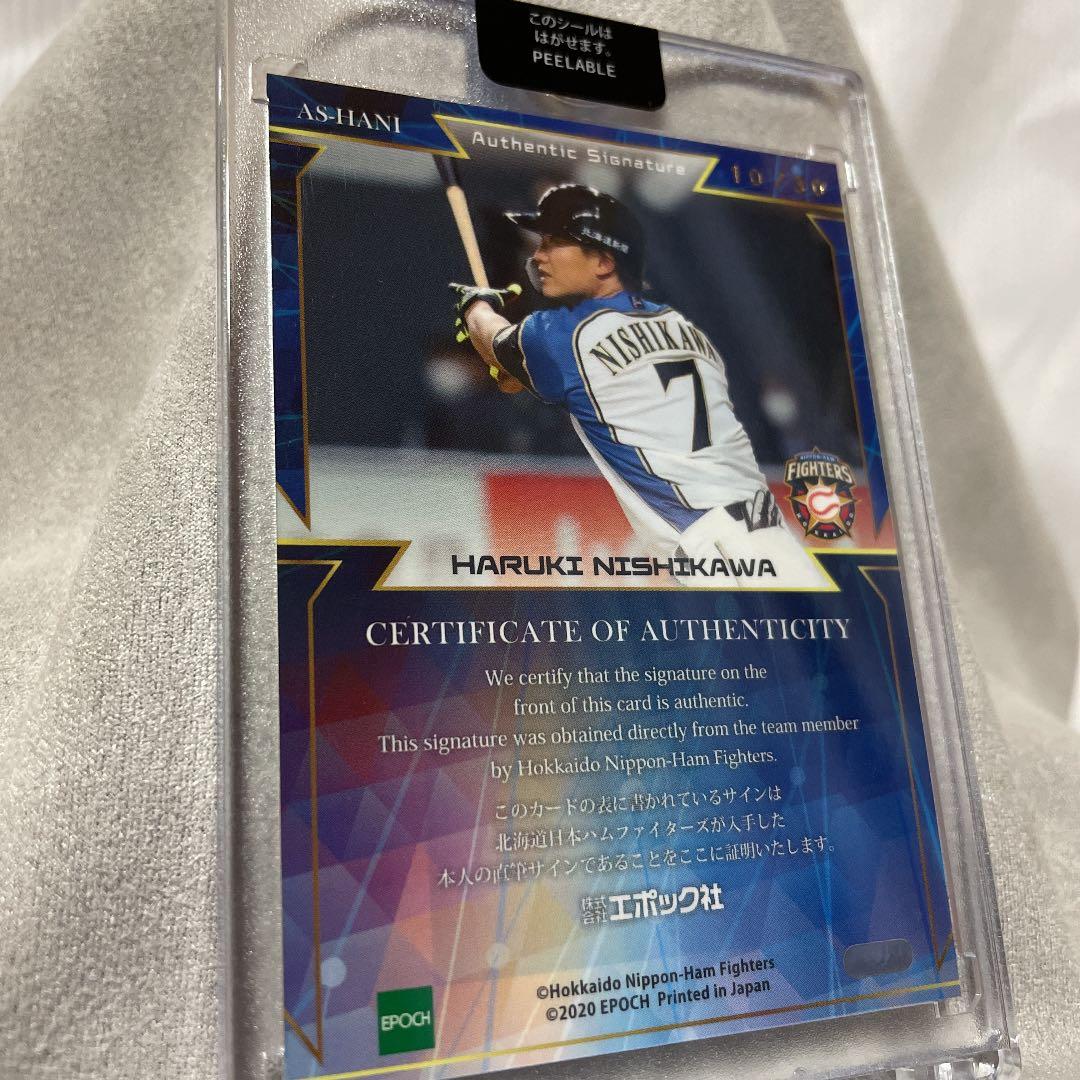 このシールは
はがせます。
PEELABLE
AS-HANI
Authentic Signature
北海道新聞
NISHIKAWA
7
FIGHTERS
HARUKI NISHIKAWA
CERTIFICATE OF AUTHENTICITY
We certify that the signature on the
front of this card is authentic.
This signature was obtained directly from the team member
by Hokkaido Nippon-Ham Fighters.
このカードの表に書かれているサインは
北海道日本ハムファイターズが入手した
本人の直筆サインであることをここに証明いたします。
株式会社エポック社
©Hokkaido Nippon-Ham Fighters
©2020 EPOCH Printed in Japan
EPOCH